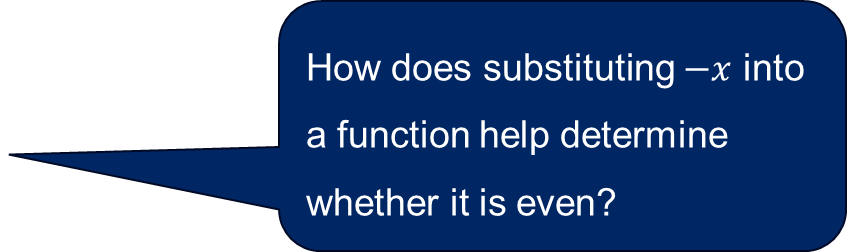 How does substituting −𝑥 into
a function help determine
whether it is even?